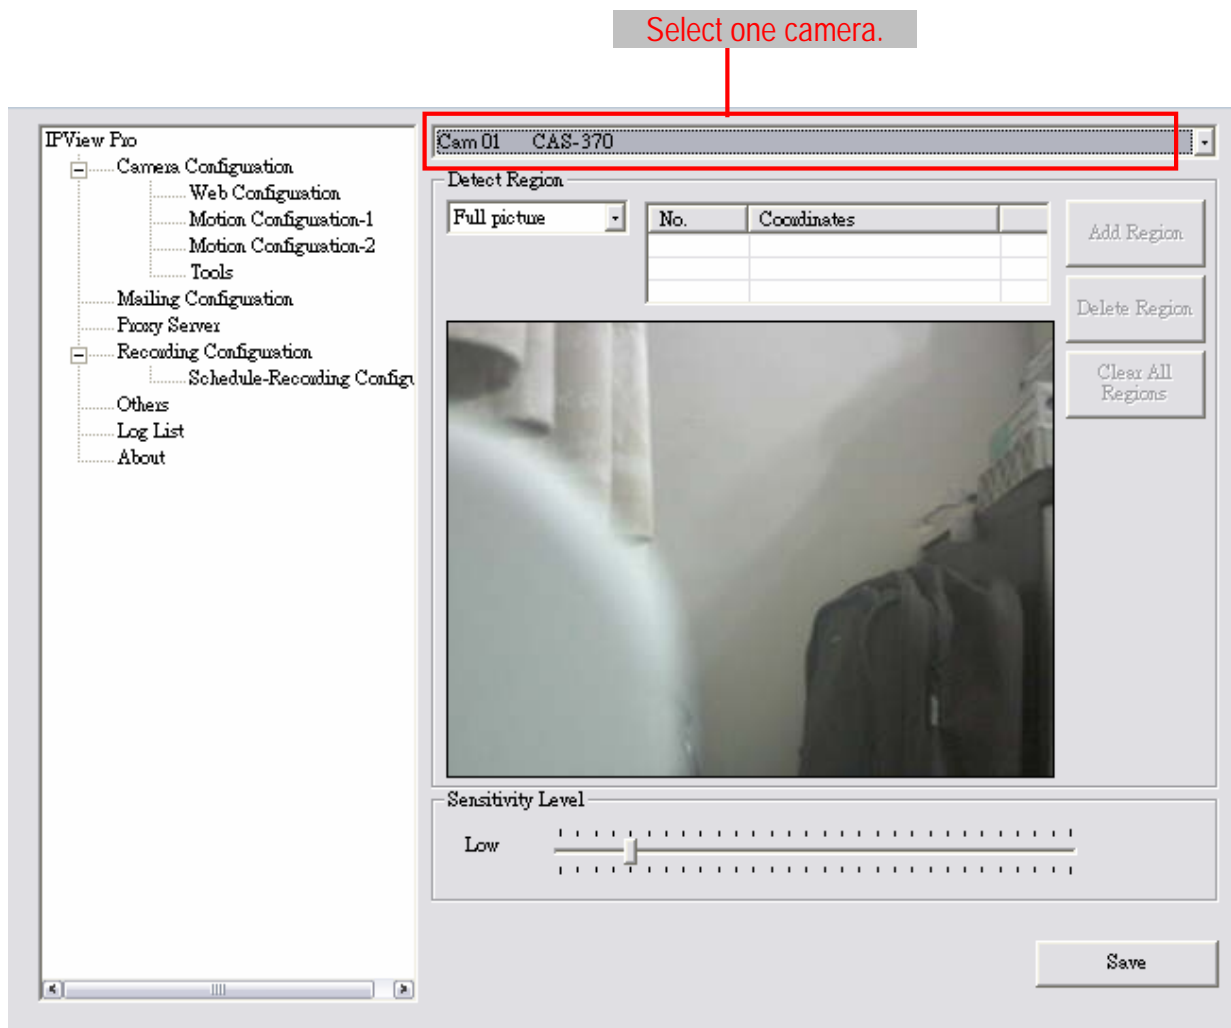 Select one camera.
IPView Pro
Camera Configuration
Web Configuration
Motion Configuration-1
Motion Configuration-2
Tools
Mailing Configuration
Proxy Server
Recording Configuration
Schedule-Recording Configu
Others
Log List
About
Cam 01 CAS-370
Detect Region
Full picture
No. Coordinates
Add Region
Delete Region
Clear All
Regions
Sensitivity Level
Low
Save